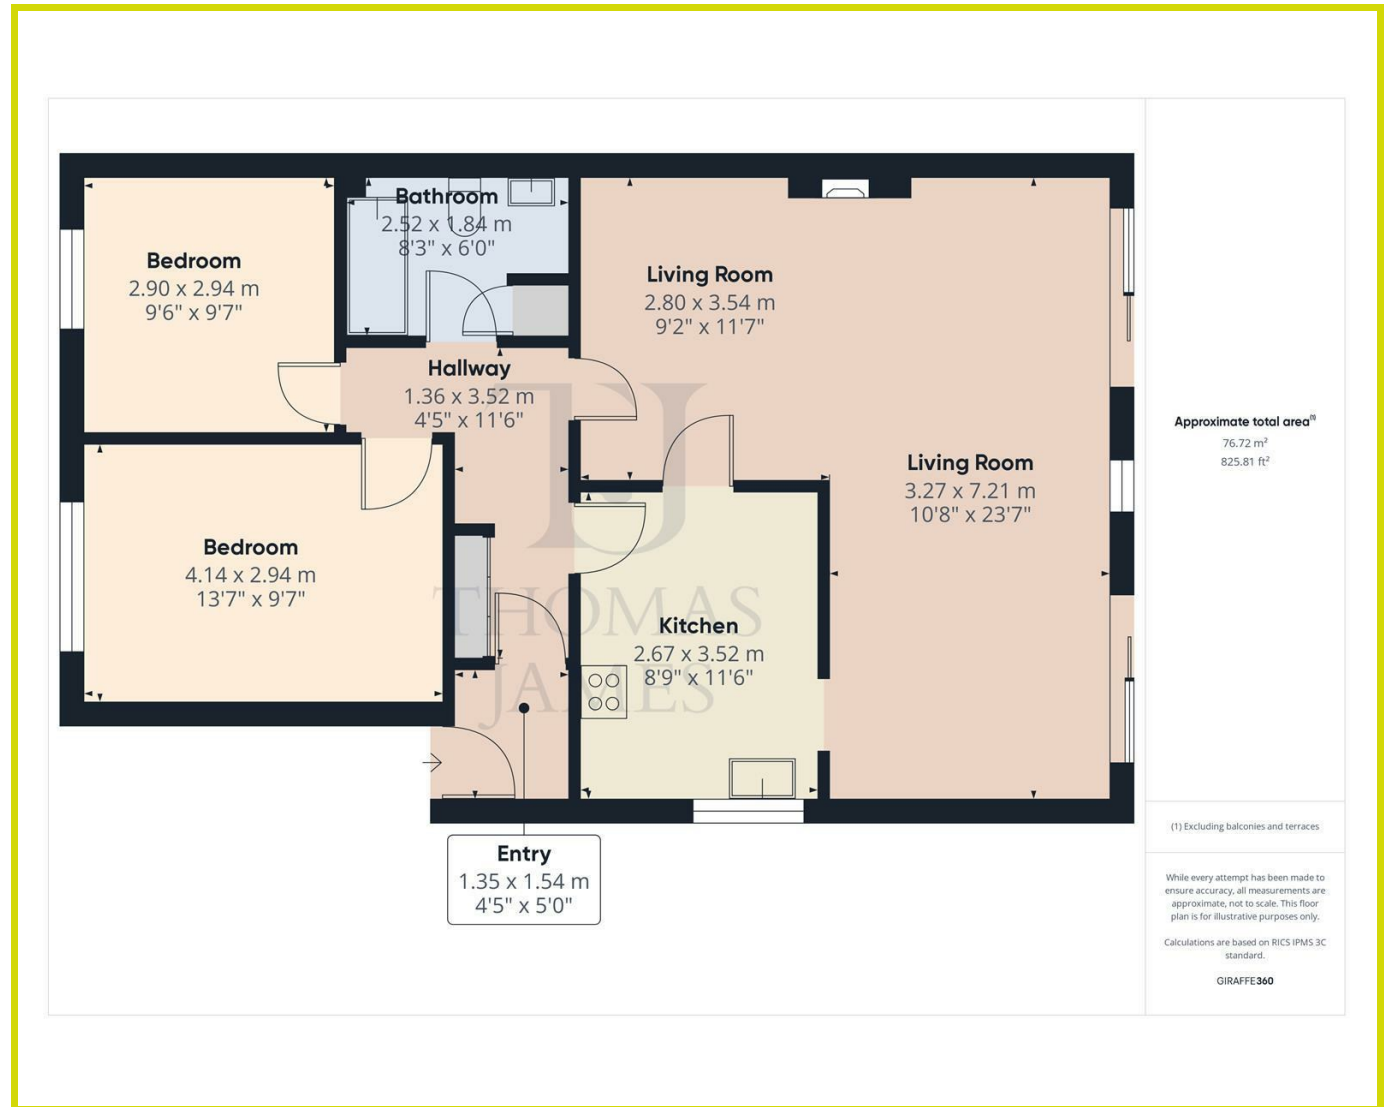 Bathroom
2.52 x 1.84 m
8'3" x 6'0"
Bedroom
2.90 x 2.94 m
9'6" x 9'7"
Living Room
2.80 x 3.54 m
9'2" x 11'7"
Hallway
1.36 x 3.52 m
4'5" x 11'6"
Living Room
3.27 x 7.21 m
10'8" x 23'7"
Bedroom
4.14 x 2.94 m
13'7" x 9'7"
Kitchen
2.67 x 3.52 m
8'9" x 11'6"
TJ
THOMAS
JAMES
Entry
1.35 x 1.54 m
4'5" x 5'0"
Approximate total area(1)
76.72 m²
825.81 ft²
(1) Excluding balconies and terraces
While every attempt has been made to
ensure accuracy, all measurements are
approximate, not to scale. This floor
plan is for illustrative purposes only.
Calculations are based on RICS IPMS 3C
standard.
GIRAFFE360